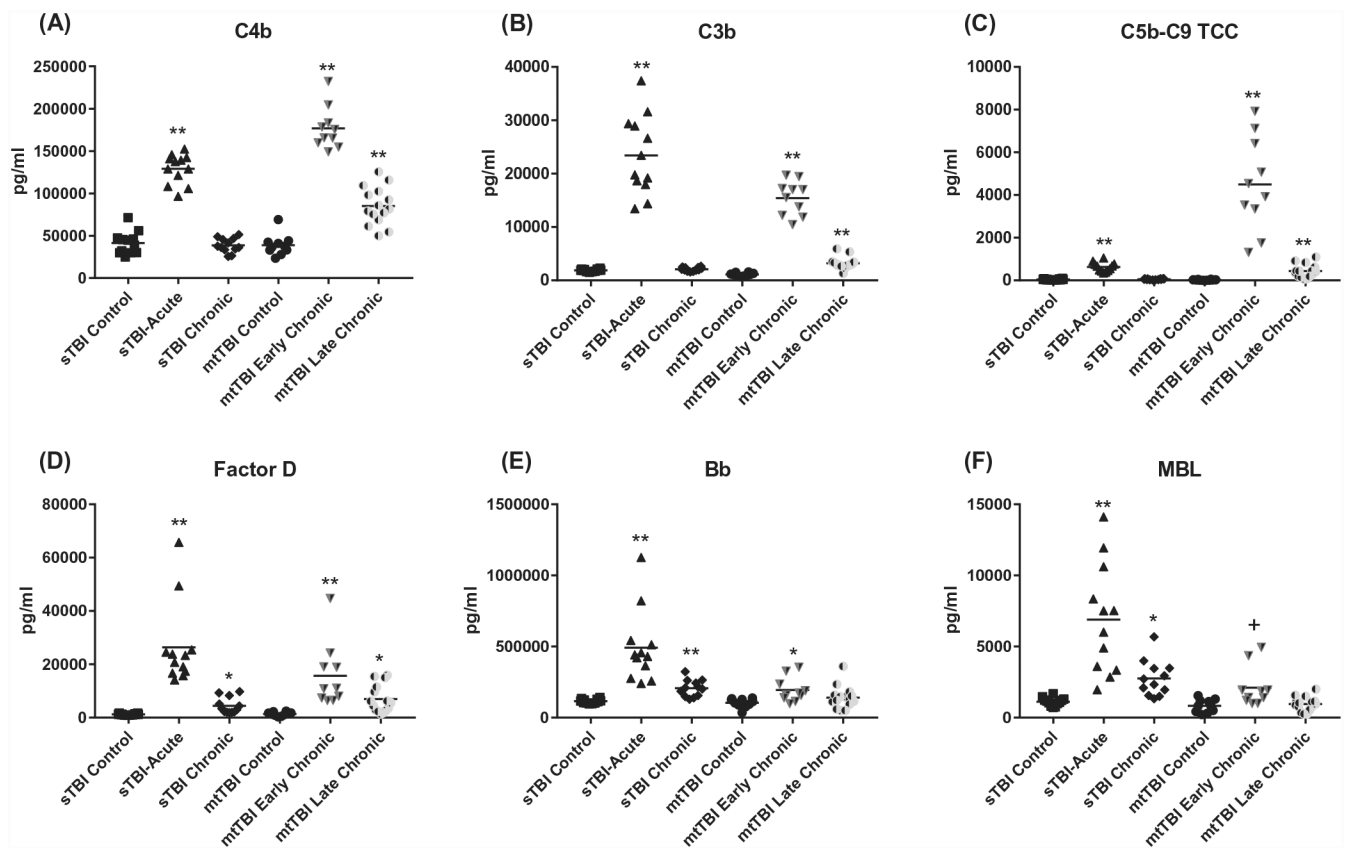 (A)
C4b
pg/ml
250000
200000
150000
100000
50000
0
**
**
**
sTBI Control
sTBI-Acute
sTBI Chronic
mtTBI Control
mtTBI Early Chronic
mtTBI Late Chronic
(B)
C3b
pg/ml
40000
30000
20000
10000
0
**
**
**
sTBI Control
sTBI-Acute
sTBI Chronic
mtTBI Control
mtTBI Early Chronic
mtTBI Late Chronic
(C)
C5b-C9 TCC
pg/ml
10000
8000
6000
4000
2000
0
**
**
**
sTBI Control
sTBI-Acute
sTBI Chronic
mtTBI Control
mtTBI Early Chronic
mtTBI Late Chronic
(D)
Factor D
pg/ml
80000
60000
40000
20000
0
**
*
**
*
sTBI Control
sTBI-Acute
sTBI Chronic
mtTBI Control
mtTBI Early Chronic
mtTBI Late Chronic
(E)
Bb
pg/ml
1500000
1000000
500000
0
**
**
*
sTBI Control
sTBI-Acute
sTBI Chronic
mtTBI Control
mtTBI Early Chronic
mtTBI Late Chronic
(F)
MBL
pg/ml
15000
10000
5000
0
**
*
+
sTBI Control
sTBI-Acute
sTBI Chronic
mtTBI Control
mtTBI Early Chronic
mtTBI Late Chronic